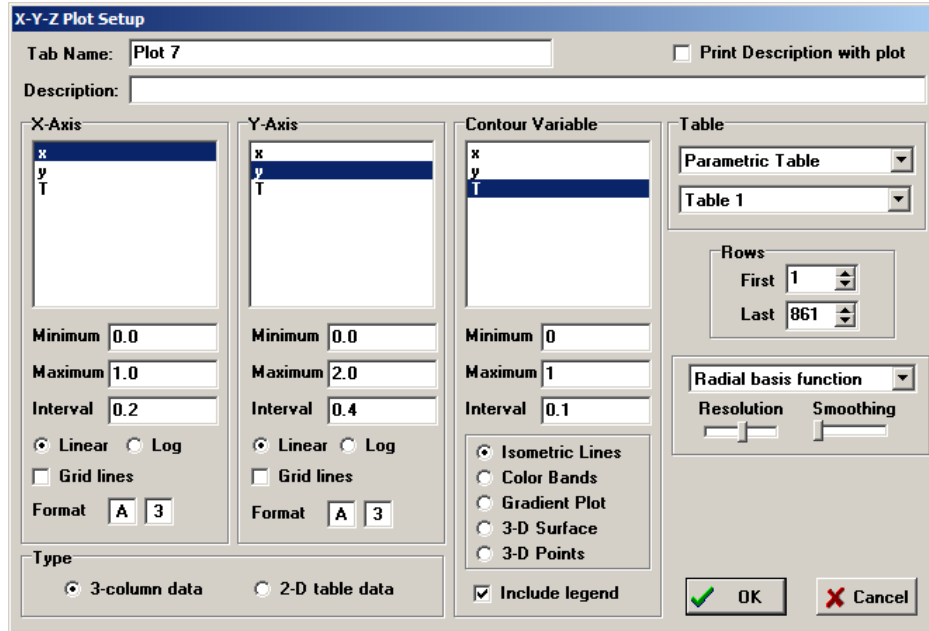 X-Y-Z Plot Setup
Tab Name: Plot 7
Print Description with plot
Description:
X-Axis
x
y
T
Minimum 0.0
Maximum 1.0
Interval 0.2
Linear Log
Grid lines
Format A 3
Y-Axis
x
y
T
Minimum 0.0
Maximum 2.0
Interval 0.4
Linear Log
Grid lines
Format A 3
Contour Variable
x
y
T
Minimum 0
Maximum 1
Interval 0.1
Isometric Lines
Color Bands
Gradient Plot
3-D Surface
3-D Points
Include legend
Table
Parametric Table
Table 1
Rows
First 1
Last 861
Radial basis function
Resolution Smoothing
Type
3-column data 2-D table data
OK Cancel